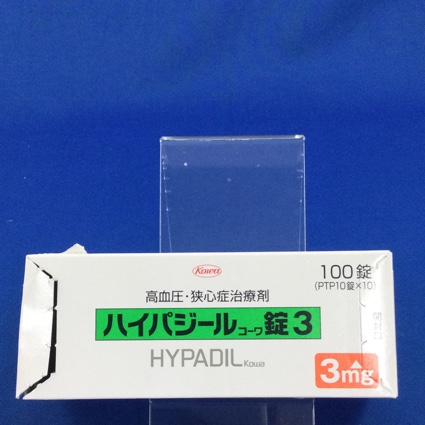 Kowa
100錠
(PTP10錠×10)
高血圧・狭心症治療剤
ハイパジールコーワ錠3
HYPADIL Kowa
3mg